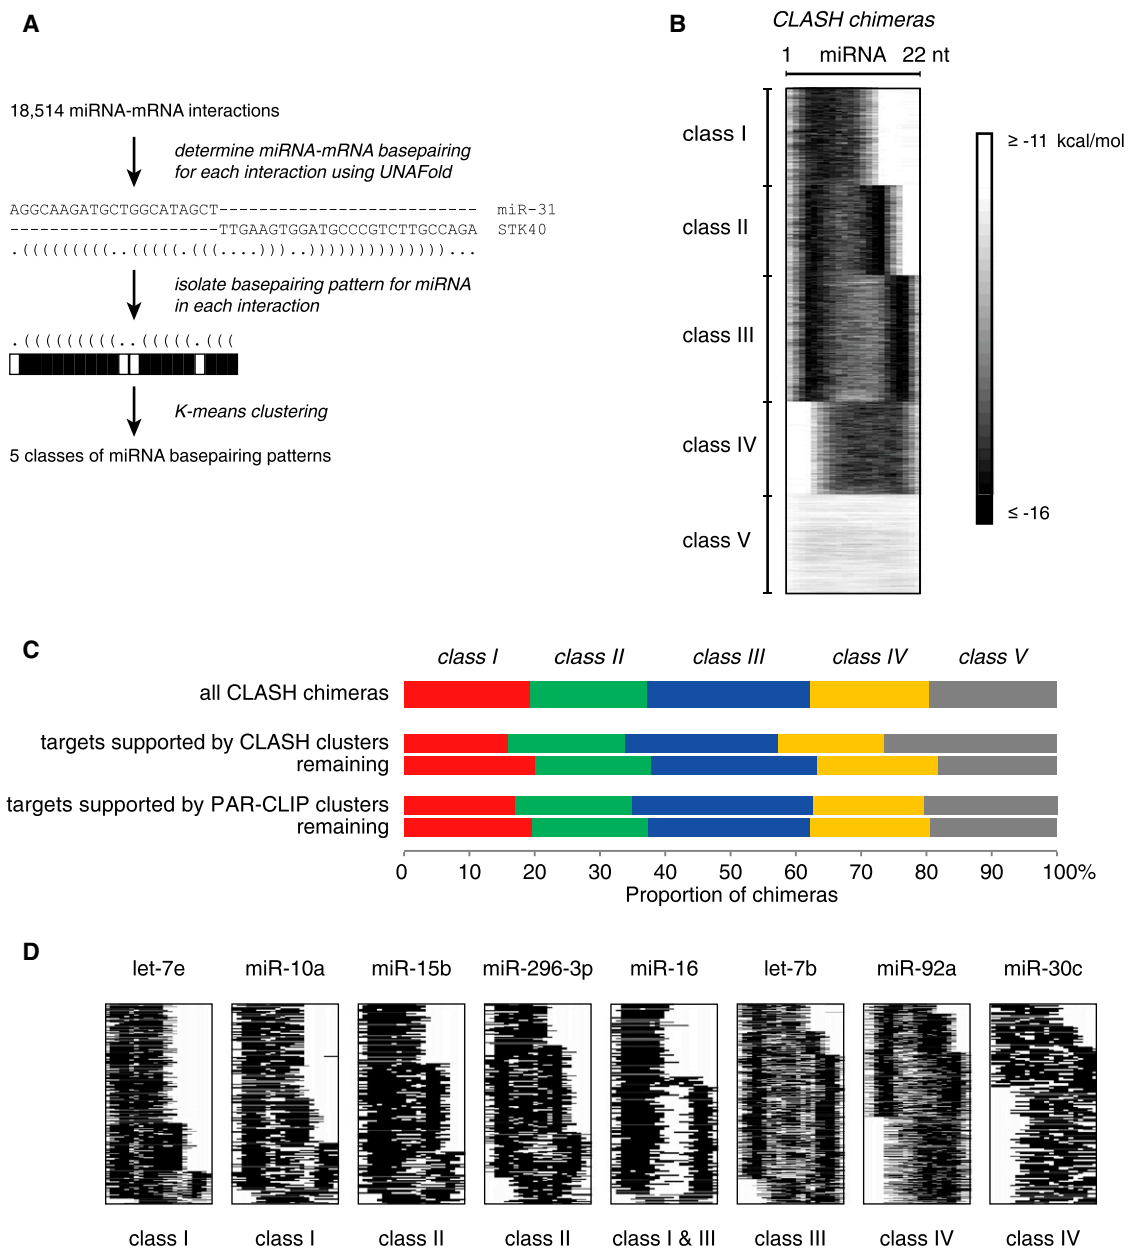 A
18,514 miRNA-mRNA interactions
determine miRNA-mRNA basepairing
for each interaction using UNAFold
AGGCAAGATGCTGGCATAGCT-------------------------- miR-31
---------------------TTGAAGTGGATGCCCGTCTTGCCAGA STK40
.(((((((((..(((((.(((....)))..))))))))))))))...
isolate basepairing pattern for miRNA
in each interaction
.(((((((((..(((((.(((
K-means clustering
5 classes of miRNA basepairing patterns
B
CLASH chimeras
1 miRNA 22 nt
class I
class II
class III
class IV
class V
≥ -11 kcal/mol
≤ -16
C
class I class II class III class IV class V
all CLASH chimeras
targets supported by CLASH clusters
remaining
targets supported by PAR-CLIP clusters
remaining
0 10 20 30 40 50 60 70 80 90 100%
Proportion of chimeras
D
let-7e miR-10a miR-15b miR-296-3p miR-16 let-7b miR-92a miR-30c
class I class I class II class II class I & III class III class IV class IV